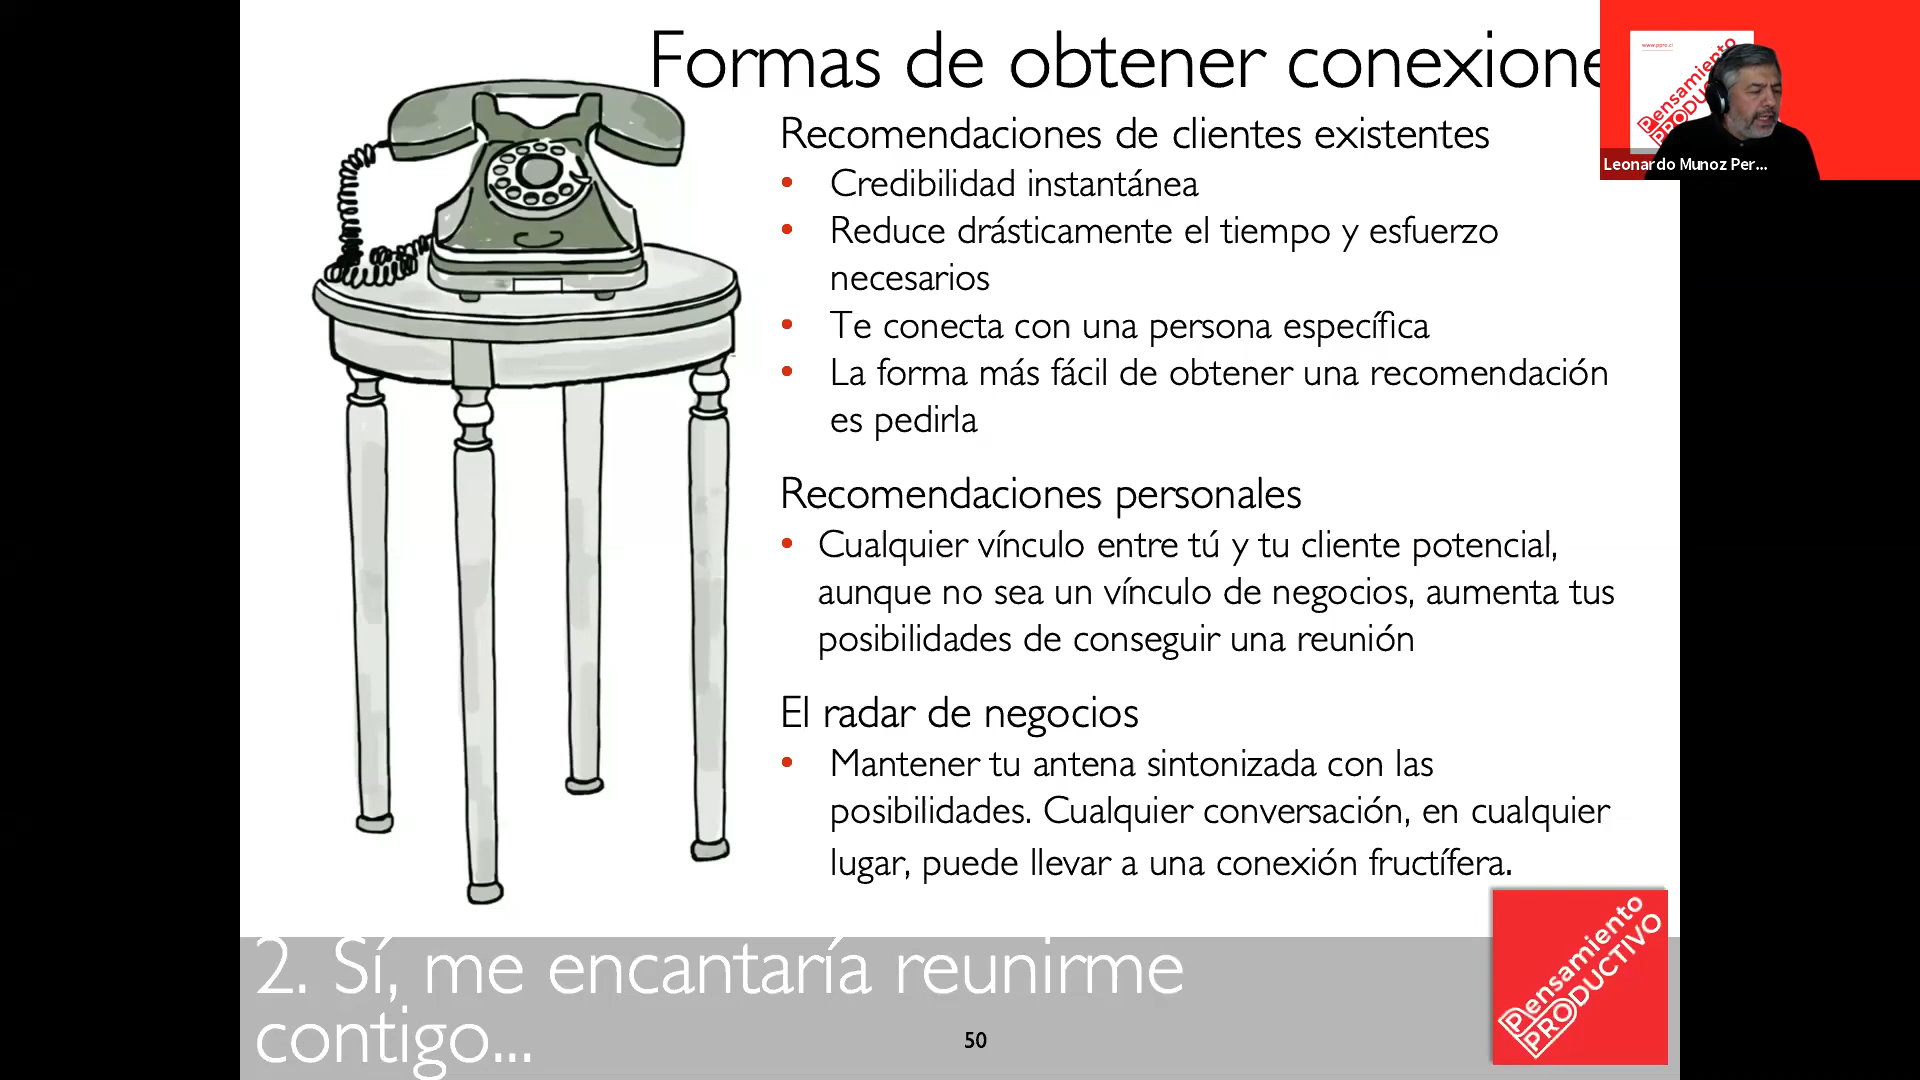 Formas de obtener conexione
www.ppro.cl
Pensamiento
PRODUC
Leonardo Munoz Per...
Recomendaciones de clientes existentes
• Credibilidad instantánea
• Reduce drásticamente el tiempo y esfuerzo
necesarios
• Te conecta con una persona específica
• La forma más fácil de obtener una recomendación
es pedirla
Recomendaciones personales
• Cualquier vínculo entre tú y tu cliente potencial,
aunque no sea un vínculo de negocios, aumenta tus
posibilidades de conseguir una reunión
El radar de negocios
• Mantener tu antena sintonizada con las
posibilidades. Cualquier conversación, en cualquier
lugar, puede llevar a una conexión fructífera.
2. Sí, me encantaría reunirme
contigo...
50
Pensamiento
PRODUCTIVO